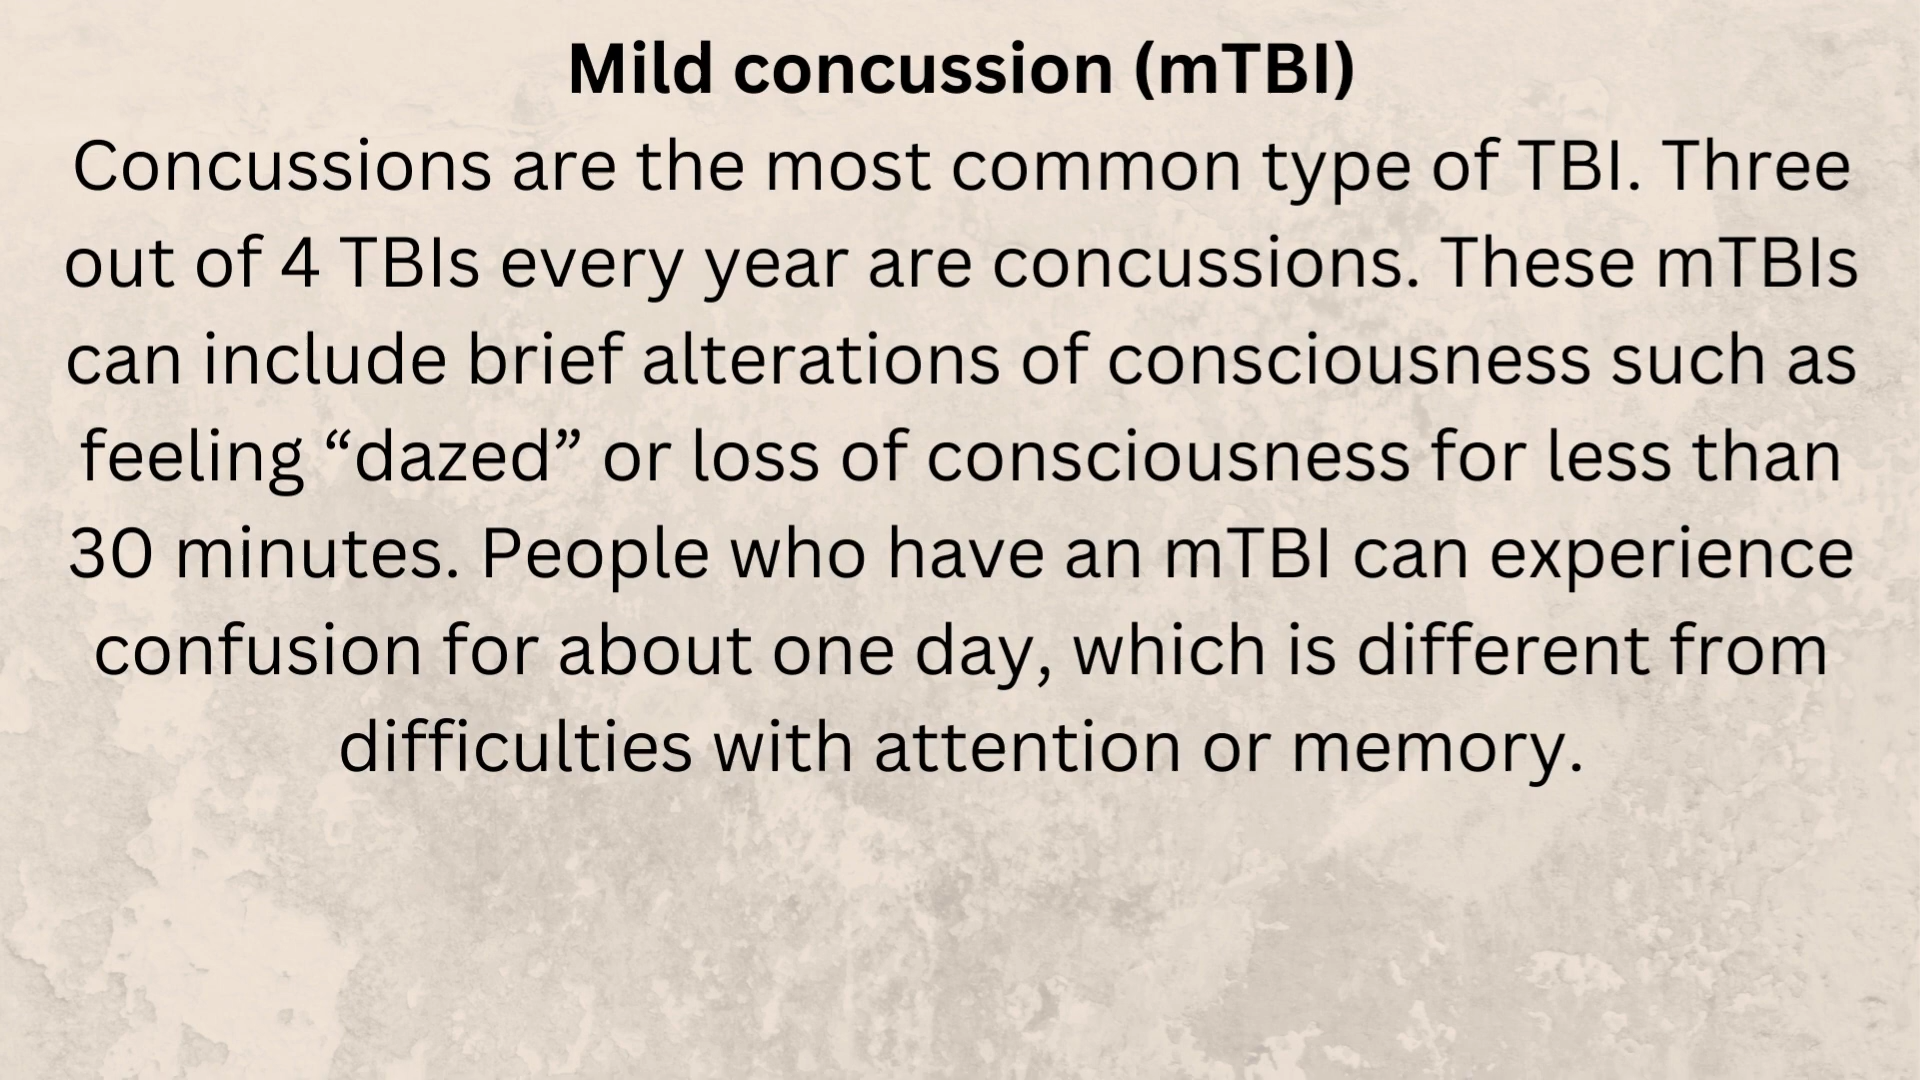 Mild concussion (mTBI)
Concussions are the most common type of TBI. Three
out of 4 TBIs every year are concussions. These mTBIs
can include brief alterations of consciousness such as
feeling “dazed” or loss of consciousness for less than
30 minutes. People who have an mTBI can experience
confusion for about one day, which is different from
difficulties with attention or memory.